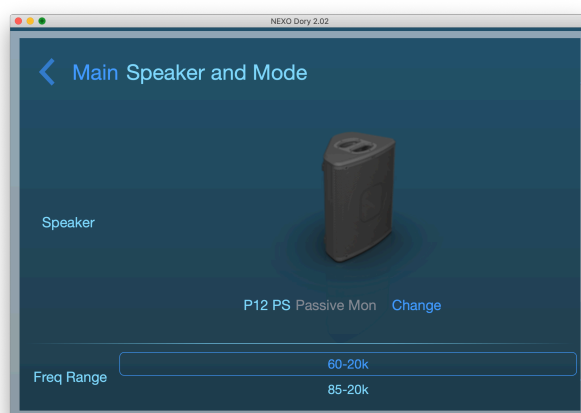 NEXO Dory 2.02
Main Speaker and Mode
Speaker
P12 PS Passive Mon Change
Freq Range
60-20k
85-20k